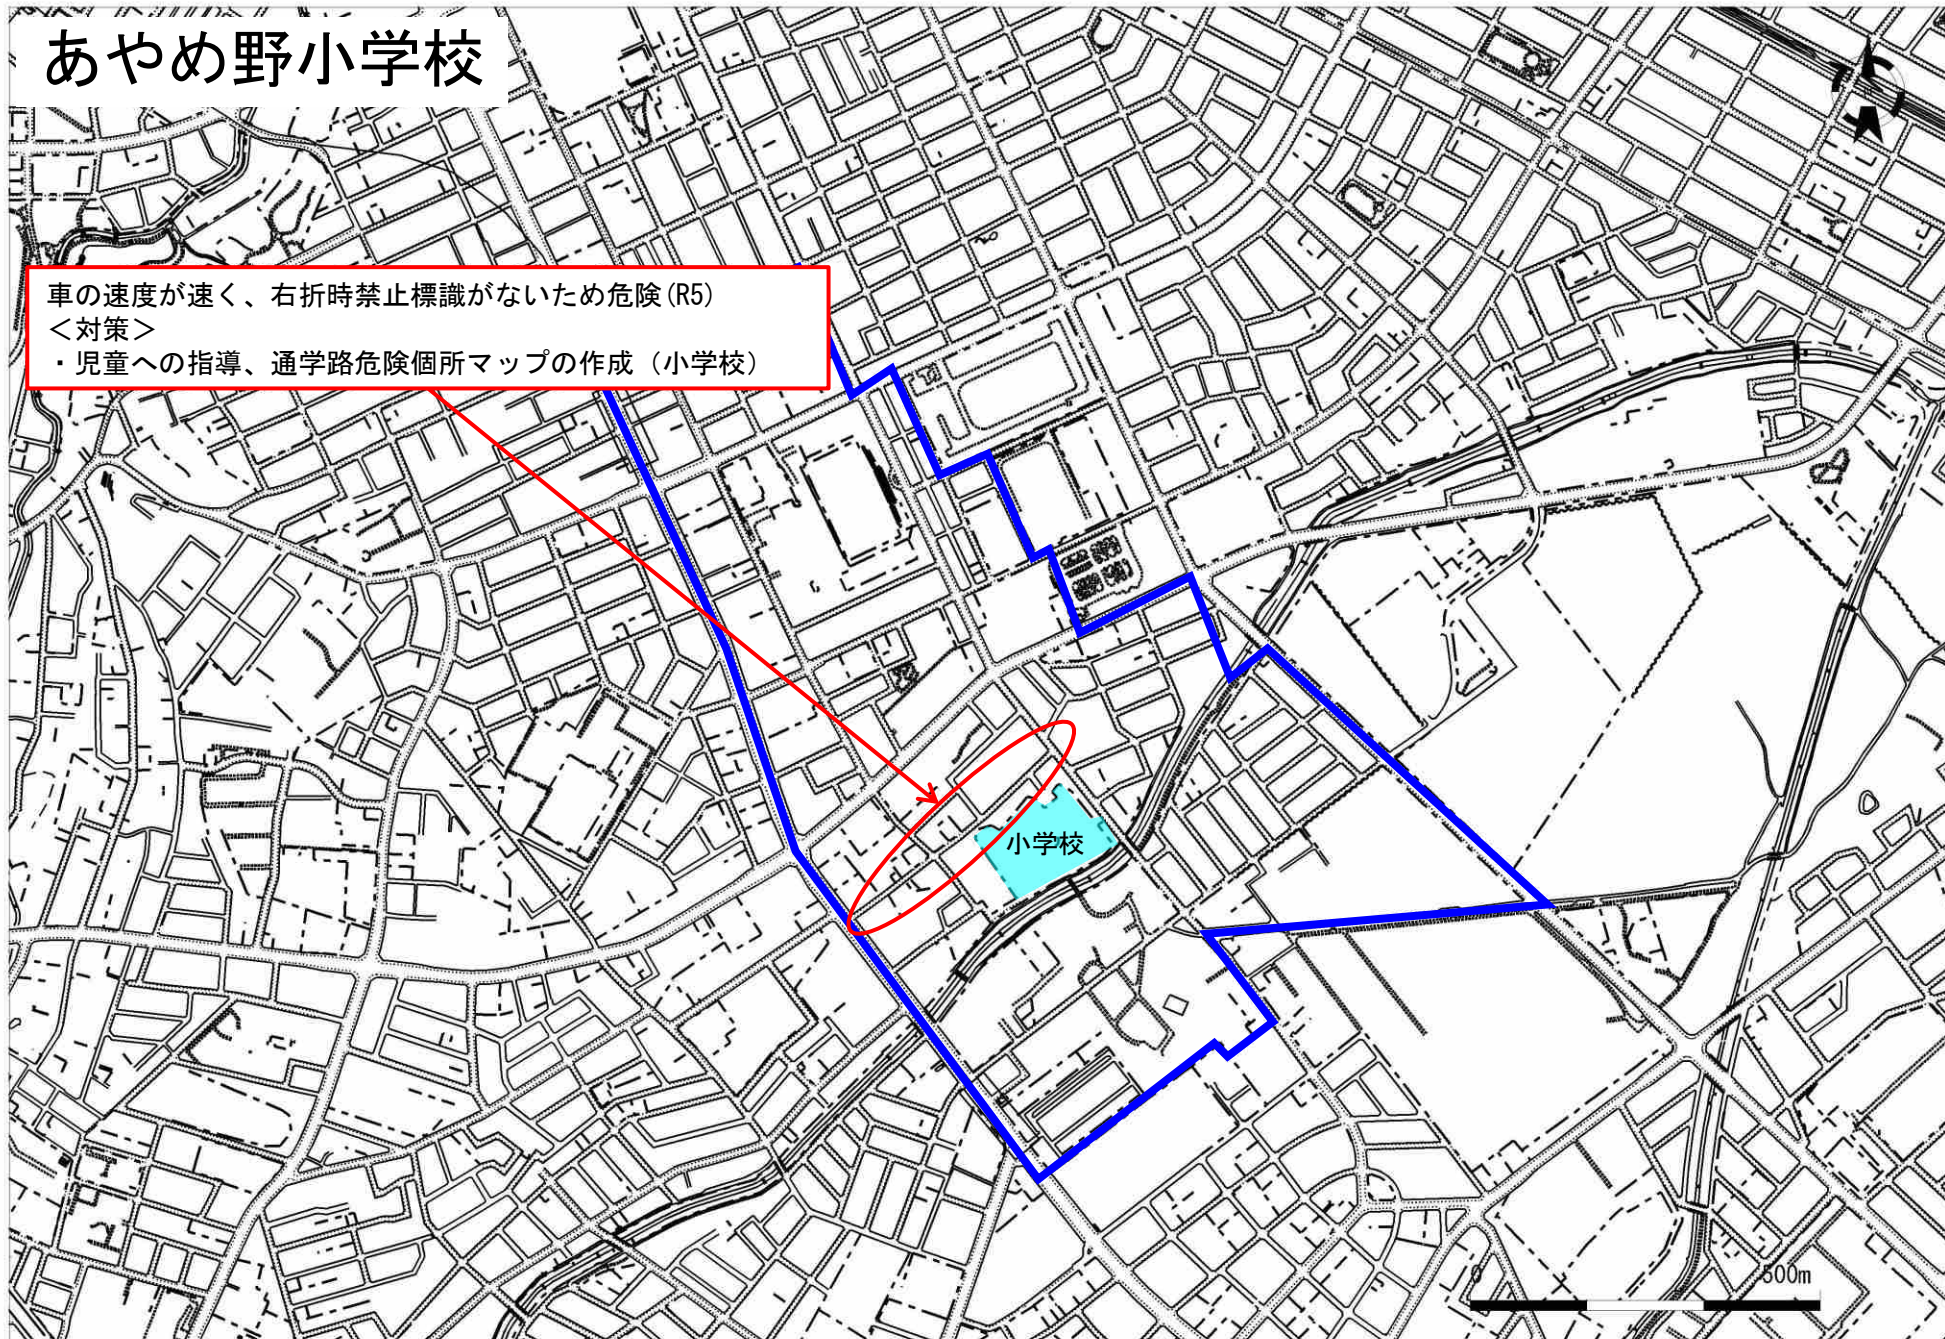 あやめ野小学校
車の速度が速く、右折時禁止標識がないため危険(R5)
＜対策＞
・児童への指導、通学路危険個所マップの作成（小学校）
小学校
0 500m